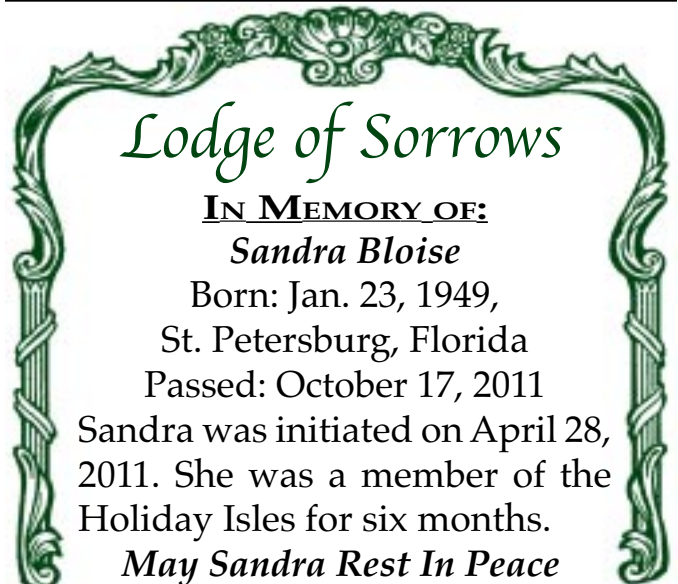 Lodge of Sorrows
In Memory of:
Sandra Bloise
Born: Jan. 23, 1949,
St. Petersburg, Florida
Passed: October 17, 2011
Sandra was initiated on April 28,
2011. She was a member of the
Holiday Isles for six months.
May Sandra Rest In Peace